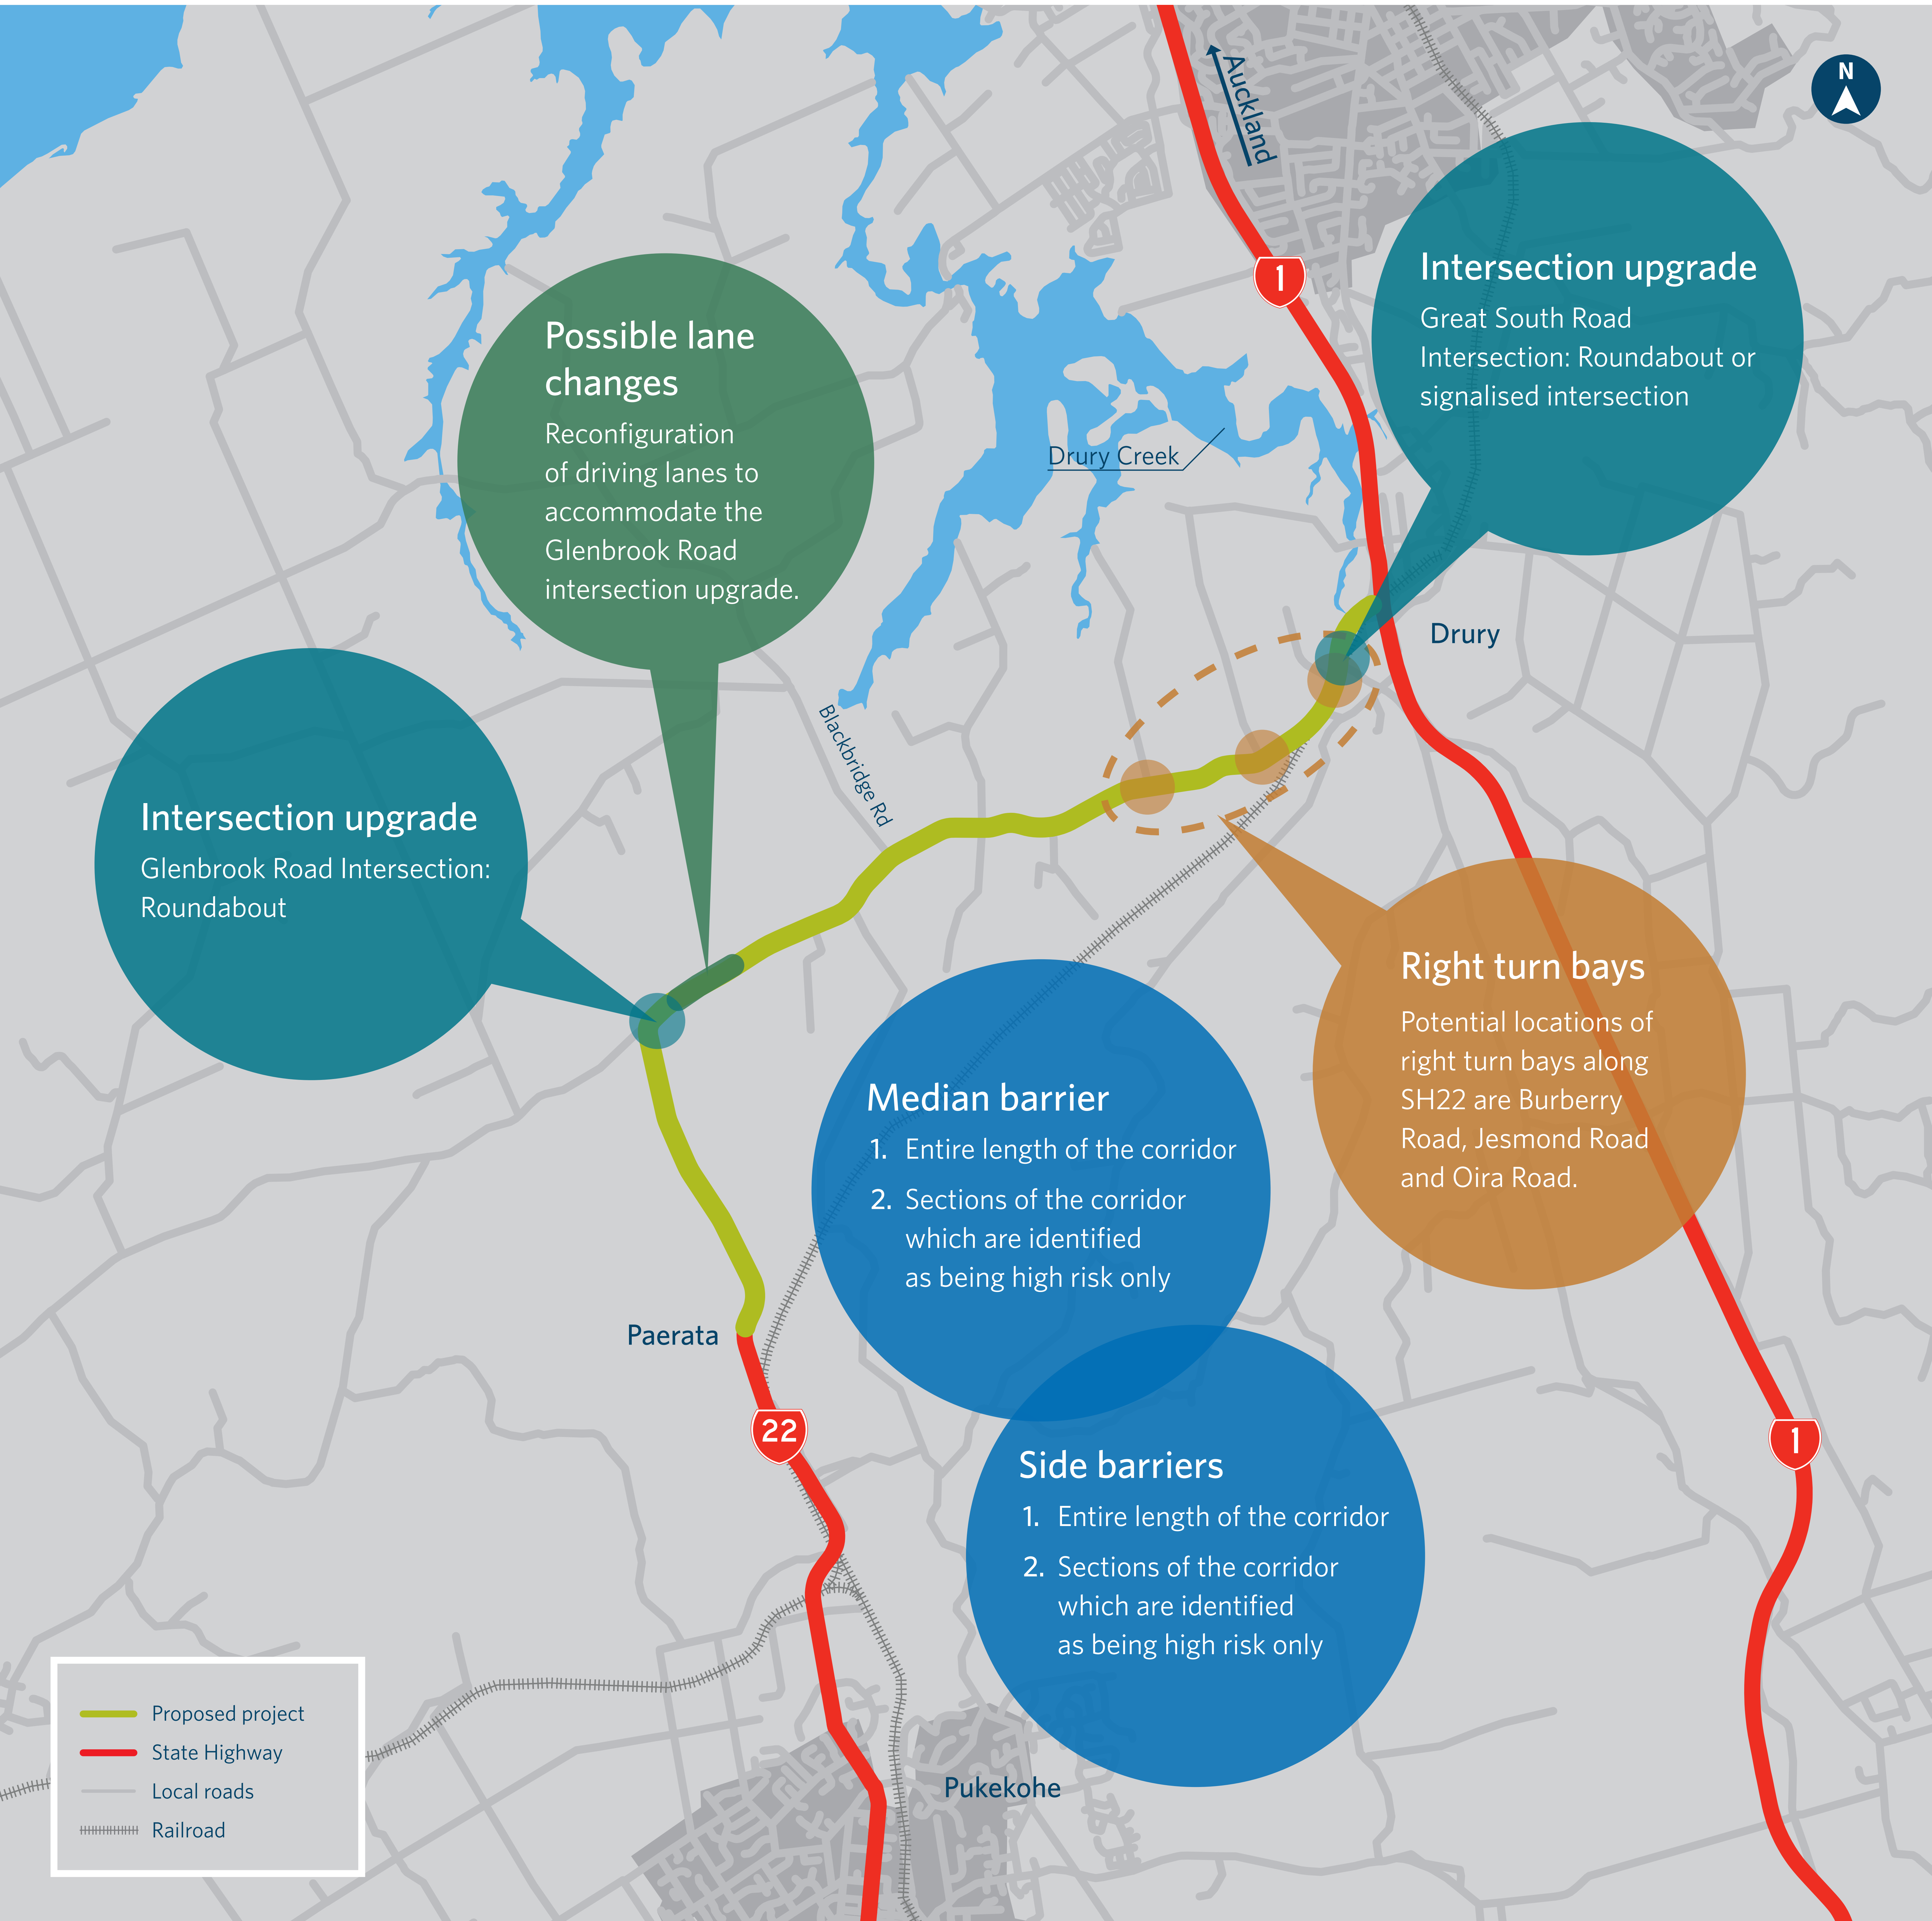 N
Auckland
1
Intersection upgrade
Great South Road
Intersection: Roundabout or
signalised intersection
Possible lane
changes
Reconfiguration
of driving lanes to
accommodate the
Glenbrook Road
intersection upgrade.
Drury Creek
Drury
Blackbridge Rd
Intersection upgrade
Glenbrook Road Intersection:
Roundabout
Right turn bays
Potential locations of
right turn bays along
SH22 are Burberry
Road, Jesmond Road
and Oira Road.
Median barrier
1. Entire length of the corridor
2. Sections of the corridor
which are identified
as being high risk only
Paerata
22
1
Side barriers
1. Entire length of the corridor
2. Sections of the corridor
which are identified
as being high risk only
Pukekohe
Proposed project
State Highway
Local roads
Railroad